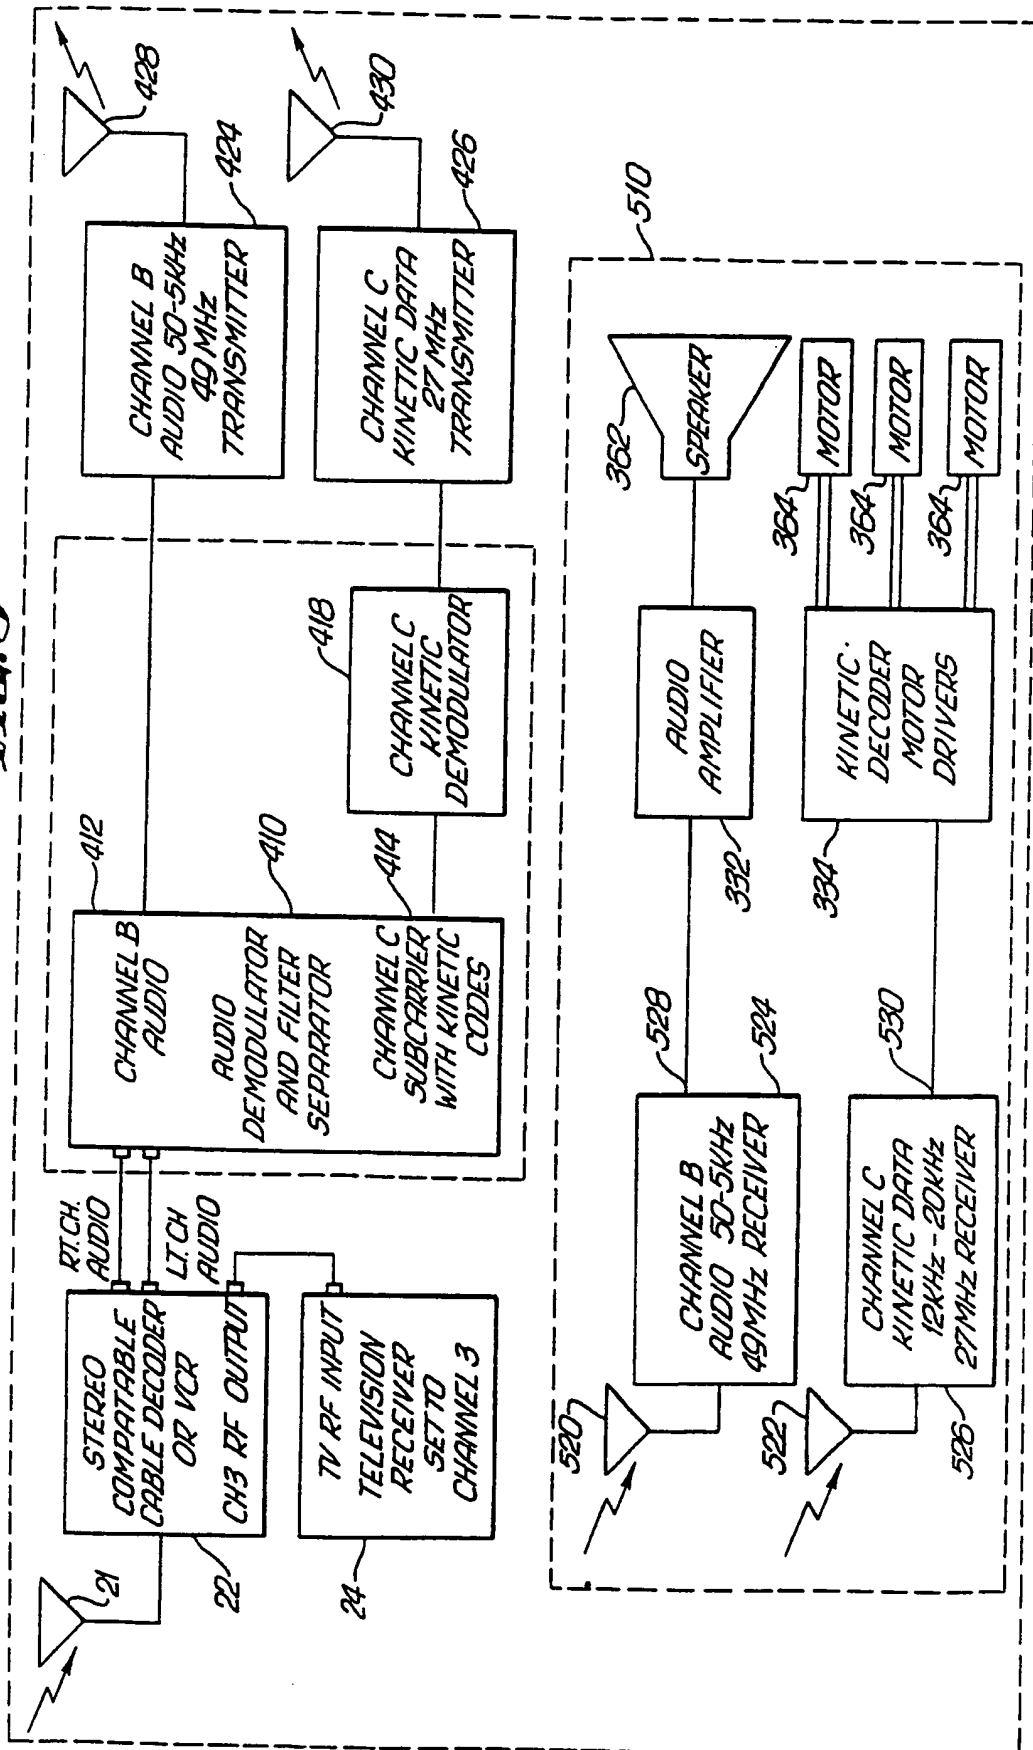 21
STEREO
COMPATABLE
CABLE DECODER
OR VCR
CH3 RF OUTPUT
22
RT.CH.
AUDIO
LT.CH
AUDIO
TV RF INPUT
TELEVISION
RECEIVER
SET TO
CHANNEL 3
24
CHANNEL B
AUDIO
412
AUDIO
DEMODULATOR
AND FILTER
SEPARATOR
410
CHANNEL C
SUBCARRIER
WITH KINETIC
CODES
414
CHANNEL C
KINETIC
DEMODULATOR
418
CHANNEL B
AUDIO 50-5KHz
49 MHz
TRANSMITTER
424
428
CHANNEL C
KINETIC DATA
27 MHz
TRANSMITTER
426
430
510
520
CHANNEL B
AUDIO 50-5KHz
49MHz RECEIVER
528
524
AUDIO
AMPLIFIER
332
SPEAKER
362
522
CHANNEL C
KINETIC DATA
12KHz-20KHz
27MHz RECEIVER
526
530
KINETIC
DECODER
MOTOR
DRIVERS
334
364
MOTOR
364
MOTOR
364
MOTOR